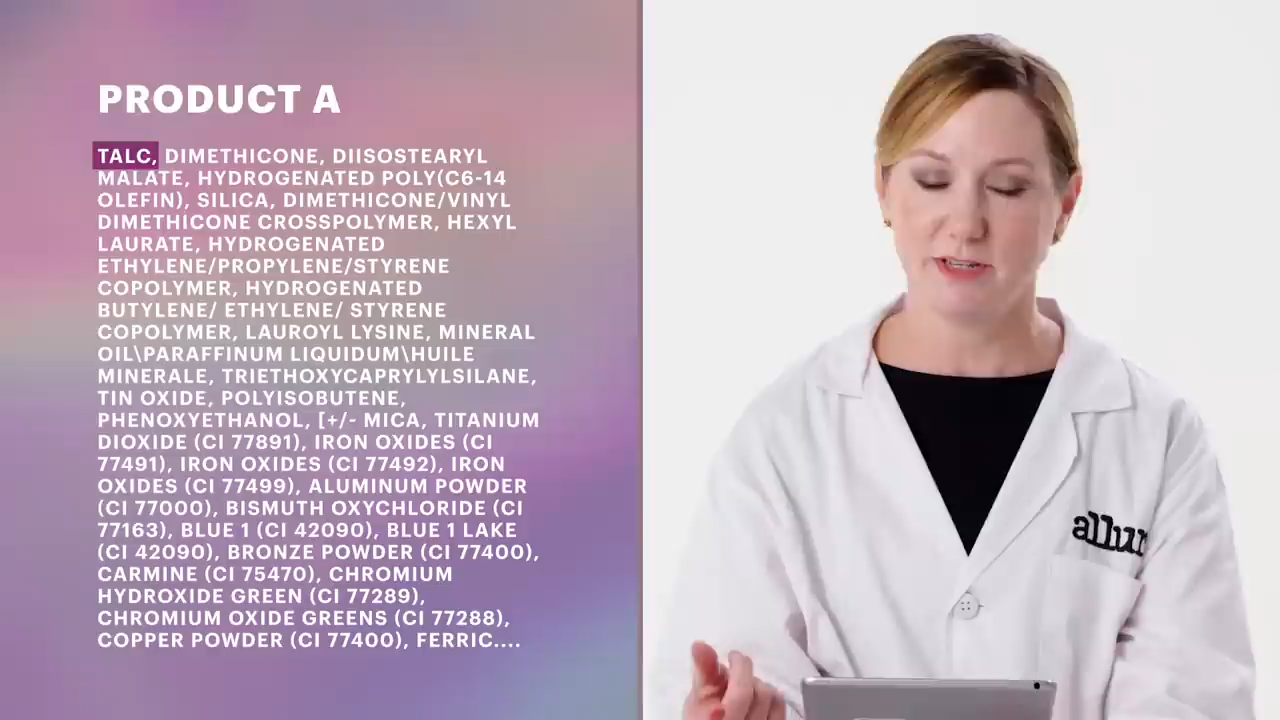 PRODUCT A
TALC, DIMETHICONE, DIISOSTEARYL
MALATE, HYDROGENATED POLY(C6-14
OLEFIN), SILICA, DIMETHICONE/VINYL
DIMETHICONE CROSSPOLYMER, HEXYL
LAURATE, HYDROGENATED
ETHYLENE/PROPYLENE/STYRENE
COPOLYMER, HYDROGENATED
BUTYLENE/ ETHYLENE/ STYRENE
COPOLYMER, LAUROYL LYSINE, MINERAL
OIL\PARAFFINUM LIQUIDUM\HUILE
MINERALE, TRIETHOXYCAPRYLYLSILANE,
TIN OXIDE, POLYISOBUTENE,
PHENOXYETHANOL, [+/- MICA, TITANIUM
DIOXIDE (CI 77891), IRON OXIDES (CI
77491), IRON OXIDES (CI 77492), IRON
OXIDES (CI 77499), ALUMINUM POWDER
(CI 77000), BISMUTH OXYCHLORIDE (CI
77163), BLUE 1 (CI 42090), BLUE 1 LAKE
(CI 42090), BRONZE POWDER (CI 77400),
CARMINE (CI 75470), CHROMIUM
HYDROXIDE GREEN (CI 77289),
CHROMIUM OXIDE GREENS (CI 77288),
COPPER POWDER (CI 77400), FERRIC....
allur